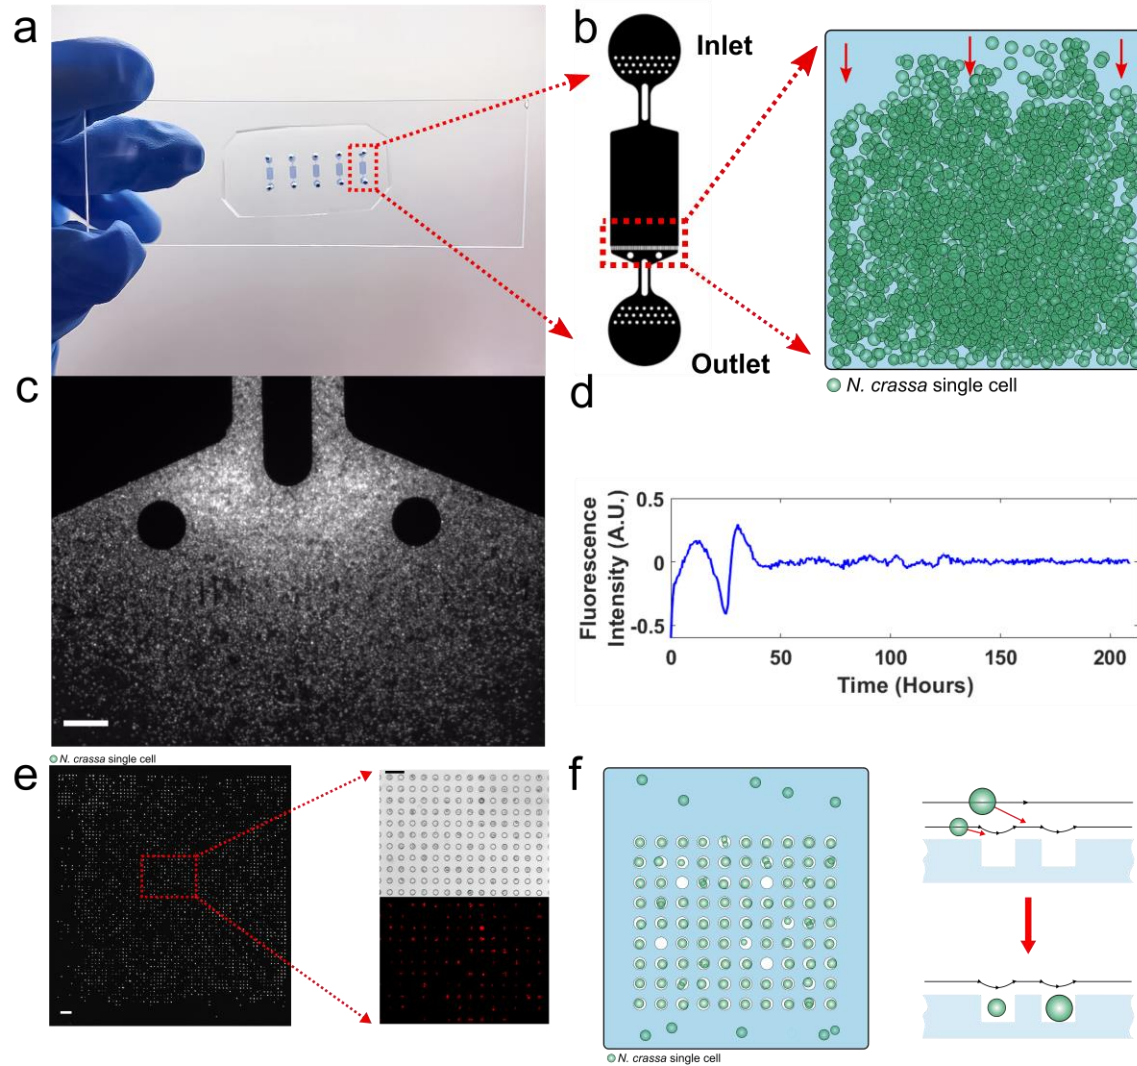 a
b
Inlet
Outlet
N. crassa single cell
c
d
Fluorescence
Intensity (A.U.)
0.5
0
-0.5
0
50
100
150
200
Time (Hours)
N. crassa single cell
e
f
N. crassa single cell